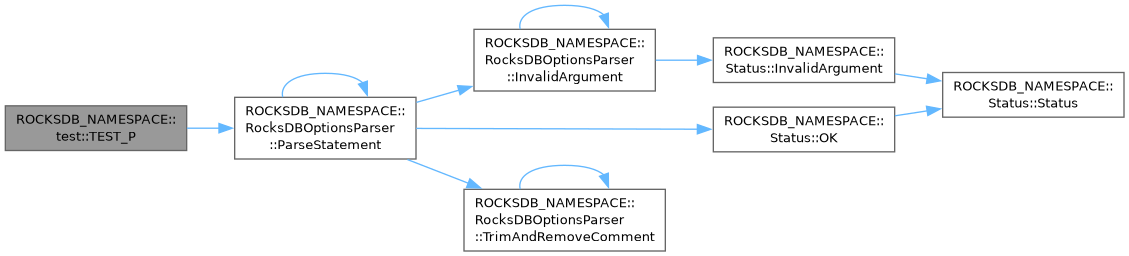 ROCKSDB_NAMESPACE::
test::TEST_P
ROCKSDB_NAMESPACE::
RocksDBOptionsParser
::ParseStatement
ROCKSDB_NAMESPACE::
RocksDBOptionsParser
::InvalidArgument
ROCKSDB_NAMESPACE::
Status::InvalidArgument
ROCKSDB_NAMESPACE::
Status::Status
ROCKSDB_NAMESPACE::
Status::OK
ROCKSDB_NAMESPACE::
RocksDBOptionsParser
::TrimAndRemoveComment